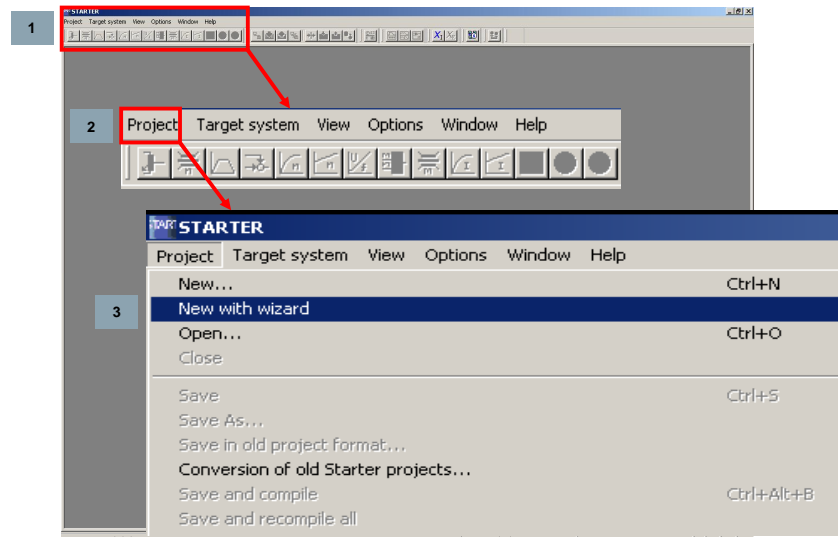 STARTER
Project Target system View Options Window Help
1
2
Project Target system View Options Window Help
STARTER
Project Target system View Options Window Help
New... Ctrl+N
3
New with wizard
Open... Ctrl+O
Close
Save Ctrl+S
Save As...
Save in old project format...
Conversion of old Starter projects...
Save and compile Ctrl+Alt+B
Save and recompile all